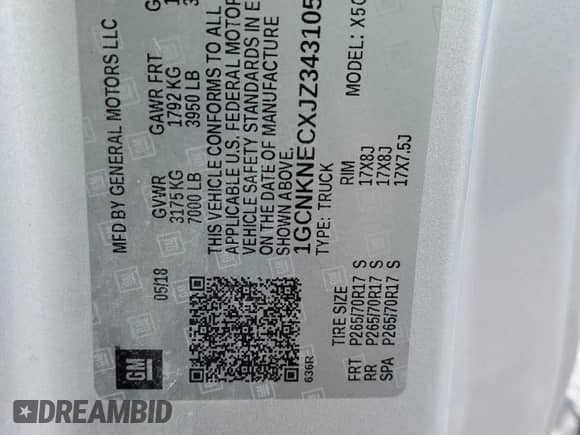 MFD BY GENERAL MOTORS LLC
05/18
GVWR
3175 KG
7000 LB
GAWR FRT
1792 KG
3950 LB
THIS VEHICLE CONFORMS TO ALL
APPLICABLE U.S. FEDERAL MOTOR
VEHICLE SAFETY STANDARDS IN E
ON THE DATE OF MANUFACTURE
SHOWN ABOVE.
1GCNKNECXJZ343105
TYPE: TRUCK
MODEL: X5C
TIRE SIZE RIM
FRT P265/70R17 S 17X8J
RR P265/70R17 S 17X8J
SPA P265/70R17 S 17X7.5J
636R
GM
DREAMBID